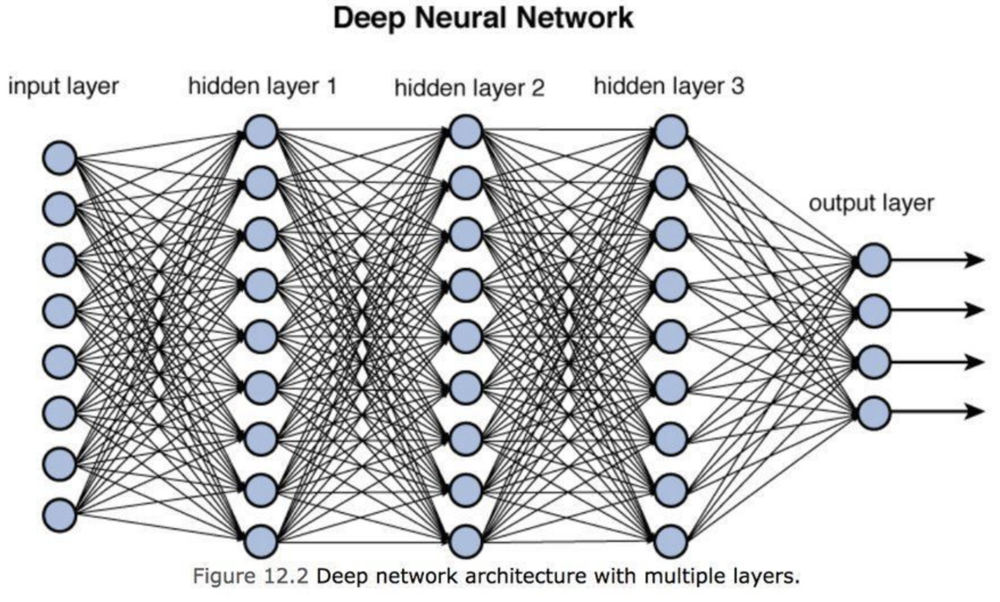 Deep Neural Network
input layer
hidden layer 1
hidden layer 2
hidden layer 3
output layer
Figure 12.2 Deep network architecture with multiple layers.